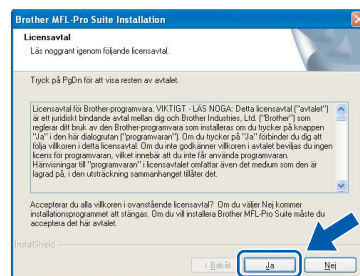 Brother MFL-Pro Suite Installation
Licensavtal
Läs noggrant igenom följande licensavtal.
Tryck på PgDn för att visa resten av avtalet.
Licensavtal för Brother-programvara. VIKTIGT - LÄS NOGA: Detta licensavtal ("avtalet")
är ett juridiskt bindande avtal mellan dig och Brother Industries, Ltd. ("Brother") som
reglerar ditt bruk av den Brother-programvara som installeras om du trycker på knappen
"Ja" i den här dialogrutan ("programvaran"). Om du trycker på "Ja" förbinder du dig att
följa villkoren i detta licensavtal. Om du inte godkänner villkoren i avtalet beviljas du ingen
licens för programvaran, vilket innebär att du inte får använda programvaran.
Hänvisningar till "programvaran" i licensavtalet omfattar även det medium som den är
lagrad på, i den utsträckning sammanhanget tillåter det.
Accepterar du alla villkoren i ovanstående licensavtal? Om du väljer Nej kommer
installationsprogrammet att stängas. Om du vill installera Brother MFL-Pro Suite måste du
acceptera det här avtalet.
InstallShield
< Bakåt Ja Nej